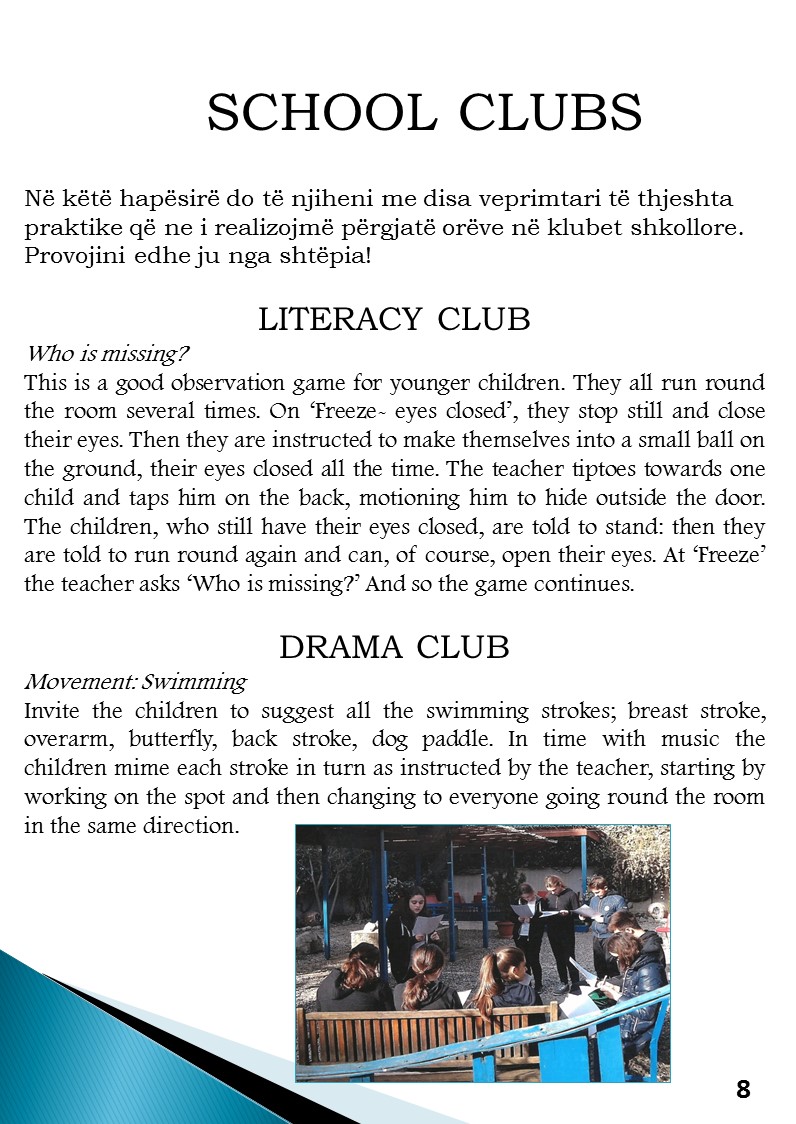 SCHOOL CLUBS
Në këtë hapësirë do të njiheni me disa veprimtari të thjeshta
praktike që ne i realizojmë përgjatë orëve në klubet shkollore.
Provojini edhe ju nga shtëpia!
LITERACY CLUB
Who is missing?
This is a good observation game for younger children. They all run round
the room several times. On ‘Freeze- eyes closed’, they stop still and close
their eyes. Then they are instructed to make themselves into a small ball on
the ground, their eyes closed all the time. The teacher tiptoes towards one
child and taps him on the back, motioning him to hide outside the door.
The children, who still have their eyes closed, are told to stand: then they
are told to run round again and can, of course, open their eyes. At ‘Freeze’
the teacher asks ‘Who is missing?’ And so the game continues.
DRAMA CLUB
Movement: Swimming
Invite the children to suggest all the swimming strokes; breast stroke,
overarm, butterfly, back stroke, dog paddle. In time with music the
children mime each stroke in turn as instructed by the teacher, starting by
working on the spot and then changing to everyone going round the room
in the same direction.
8